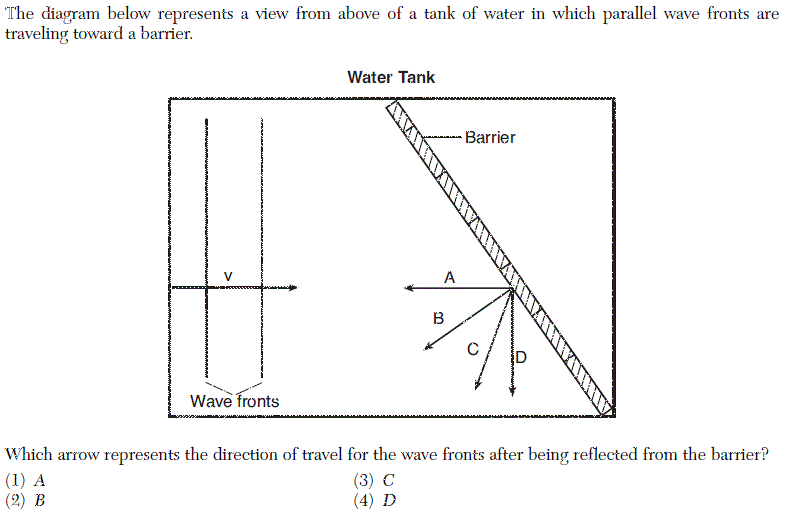 The diagram below represents a view from above of a tank of water in which parallel wave fronts are
traveling toward a barrier.
Water Tank
Barrier
V
A
B
C
D
Wave fronts
Which arrow represents the direction of travel for the wave fronts after being reflected from the barrier?
(1) A
(3) C
(2) B
(4) D